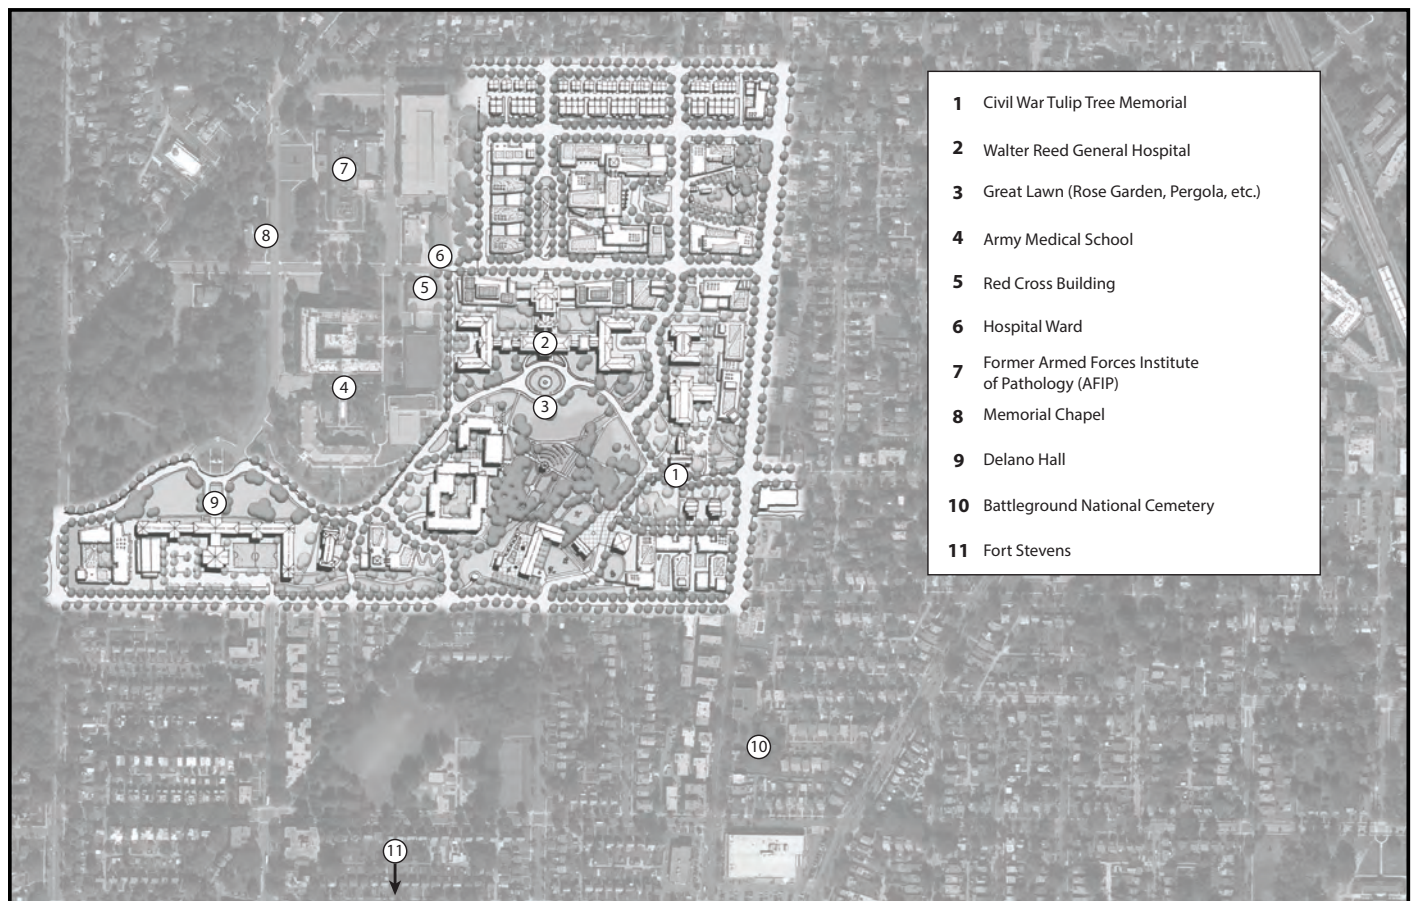 1 Civil War Tulip Tree Memorial
2 Walter Reed General Hospital
3 Great Lawn (Rose Garden, Pergola, etc.)
4 Army Medical School
5 Red Cross Building
6 Hospital Ward
7 Former Armed Forces Institute
of Pathology (AFIP)
8 Memorial Chapel
9 Delano Hall
10 Battleground National Cemetery
11 Fort Stevens
7
8
6
5
2
4
3
1
9
10
11